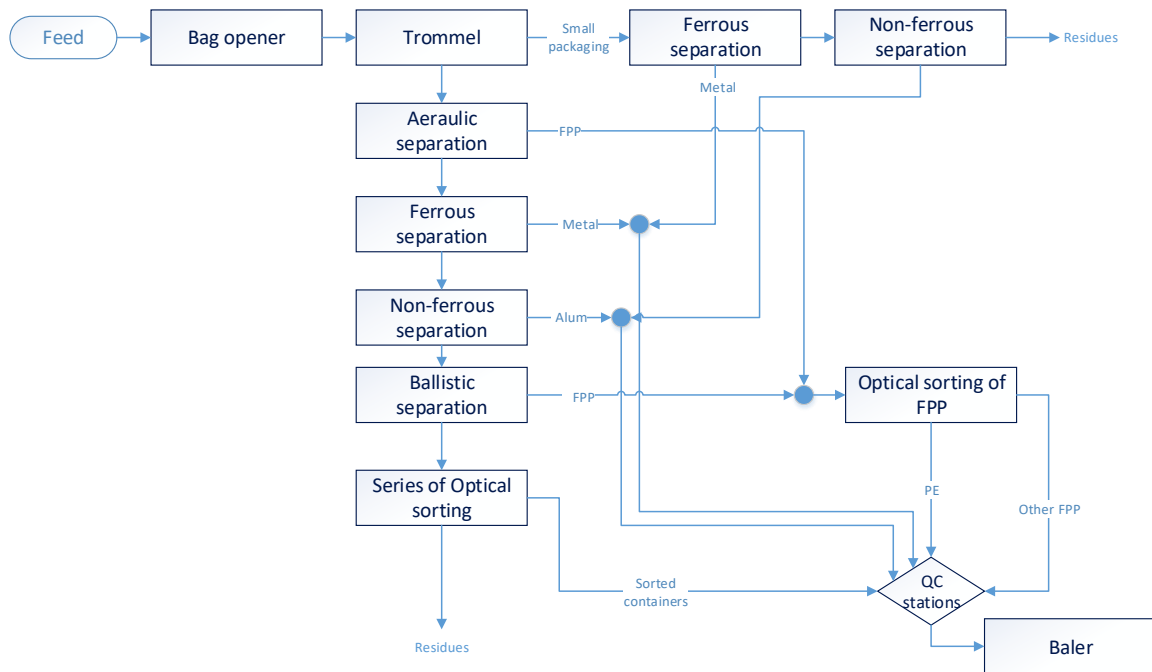 Feed
Bag opener
Trommel
Small
packaging
Ferrous
separation
Non-ferrous
separation
Residues
Metal
Aeraulic
separation
FPP
Ferrous
separation
Metal
Non-ferrous
separation
Alum
Ballistic
separation
FPP
Optical sorting of
FPP
Series of Optical
sorting
PE
Other FPP
Sorted
containers
QC
stations
Residues
Baler